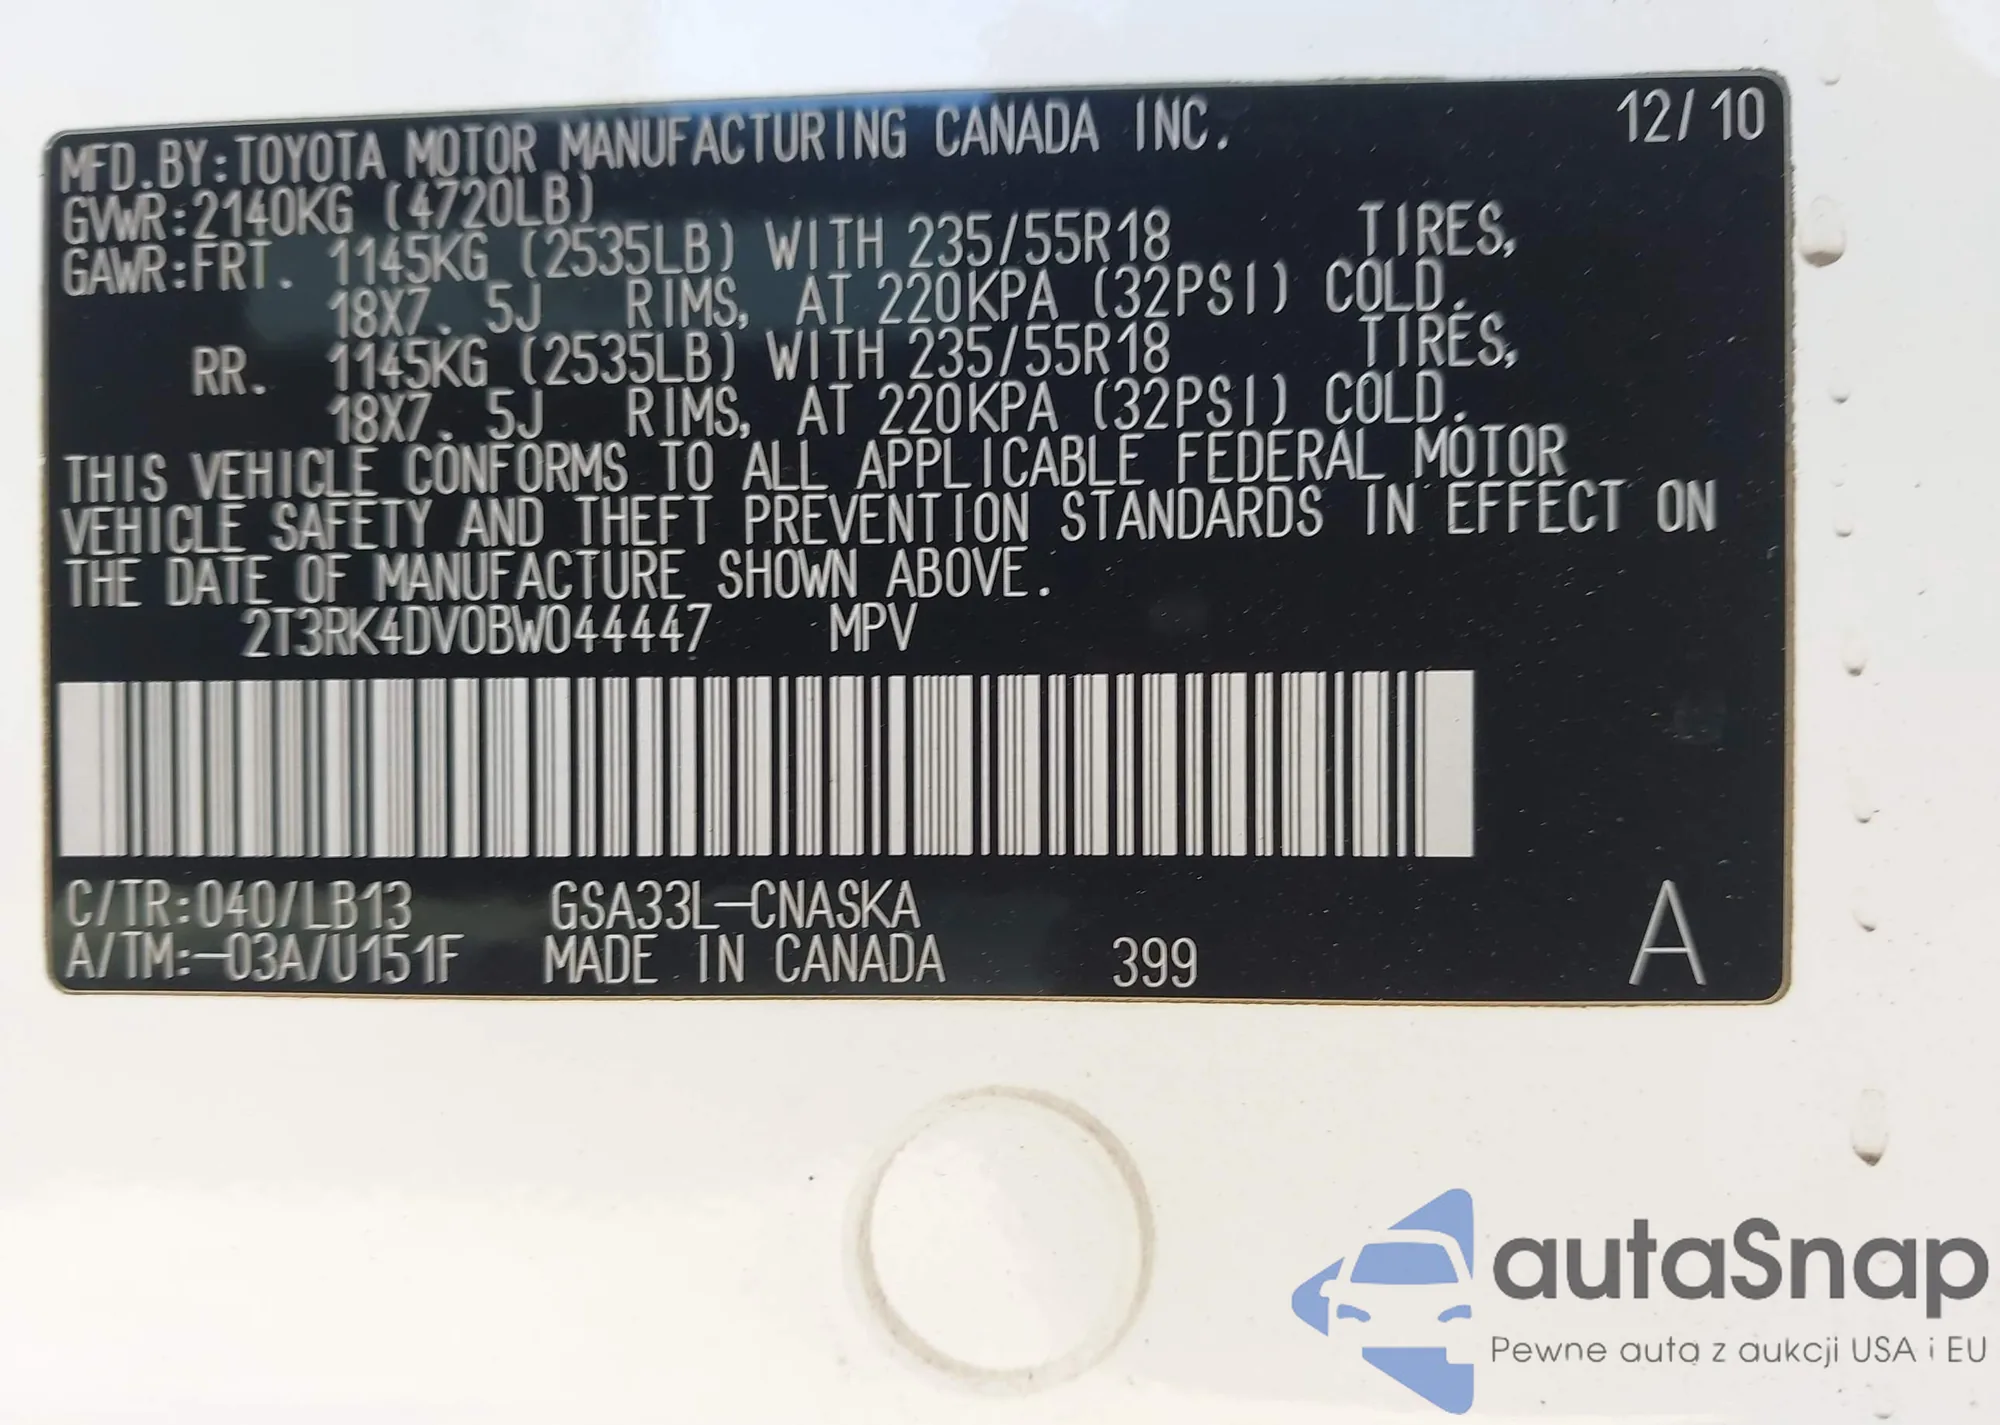 MFD.BY:TOYOTA MOTOR MANUFACTURING CANADA INC. 12/10
GVWR:2140KG (4720LB)
GAWR:FRT. 1145KG (2535LB) WITH 235/55R18 TIRES,
18X7.5J RIMS, AT 220KPA (32PSI) COLD.
RR. 1145KG (2535LB) WITH 235/55R18 TIRES,
18X7.5J RIMS, AT 220KPA (32PSI) COLD.
THIS VEHICLE CONFORMS TO ALL APPLICABLE FEDERAL MOTOR
VEHICLE SAFETY AND THEFT PREVENTION STANDARDS IN EFFECT ON
THE DATE OF MANUFACTURE SHOWN ABOVE.
2T3RK4DV0BW044447 MPV
C/TR:040/LB13 GSA33L-CNASKA
A/TM:-03A/U151F MADE IN CANADA 399 A
autaSnap
Pewne auta z aukcji USA i EU